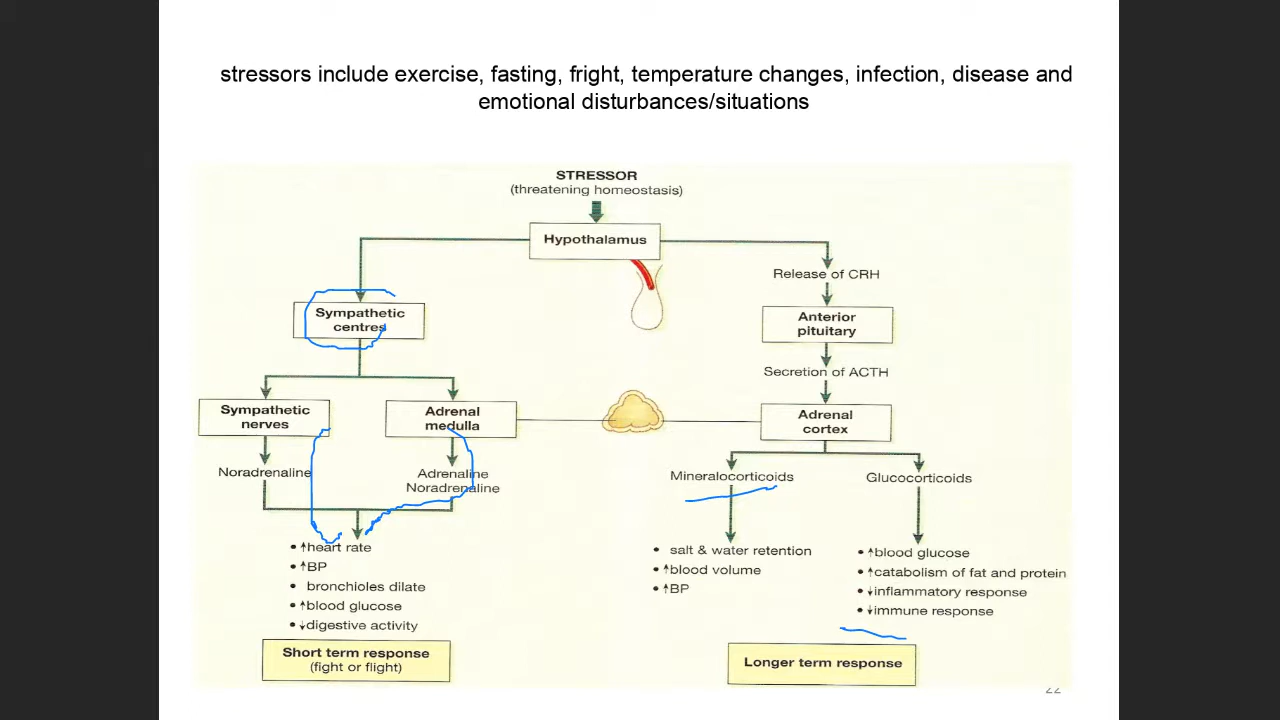 stressors include exercise, fasting, fright, temperature changes, infection, disease and
emotional disturbances/situations
STRESSOR
(threatening homeostasis)
Hypothalamus
Release of CRH
Sympathetic
centres
Anterior
pituitary
Secretion of ACTH
Sympathetic
nerves
Adrenal
medulla
Adrenal
cortex
Noradrenaline
Adrenaline
Noradrenaline
Mineralocorticoids
Glucocorticoids
• ↑heart rate
• ↑BP
• bronchioles dilate
• ↑blood glucose
• ↓digestive activity
• salt & water retention
• ↑blood volume
• ↑BP
• ↑blood glucose
• ↑catabolism of fat and protein
• ↓inflammatory response
• ↓immune response
Short term response
(fight or flight)
Longer term response
22